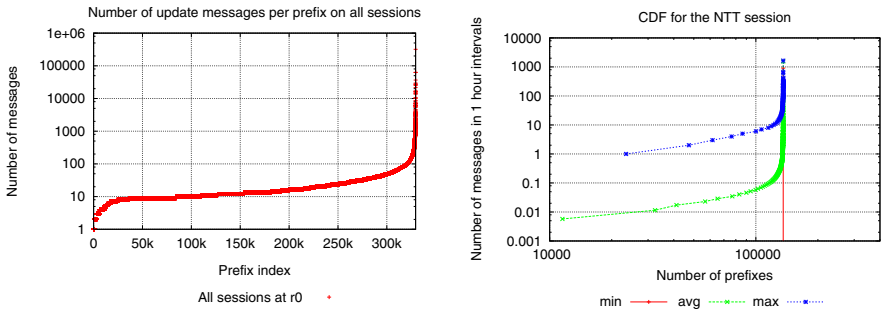 Number of update messages per prefix on all sessions
Number of messages
1e+06
100000
10000
1000
100
10
1
0
50k
100k
150k
200k
250k
300k
Prefix index
All sessions at r0
CDF for the NTT session
Number of messages in 1 hour intervals
10000
1000
100
10
1
0.1
0.01
0.001
10000
100000
Number of prefixes
min
avg
max